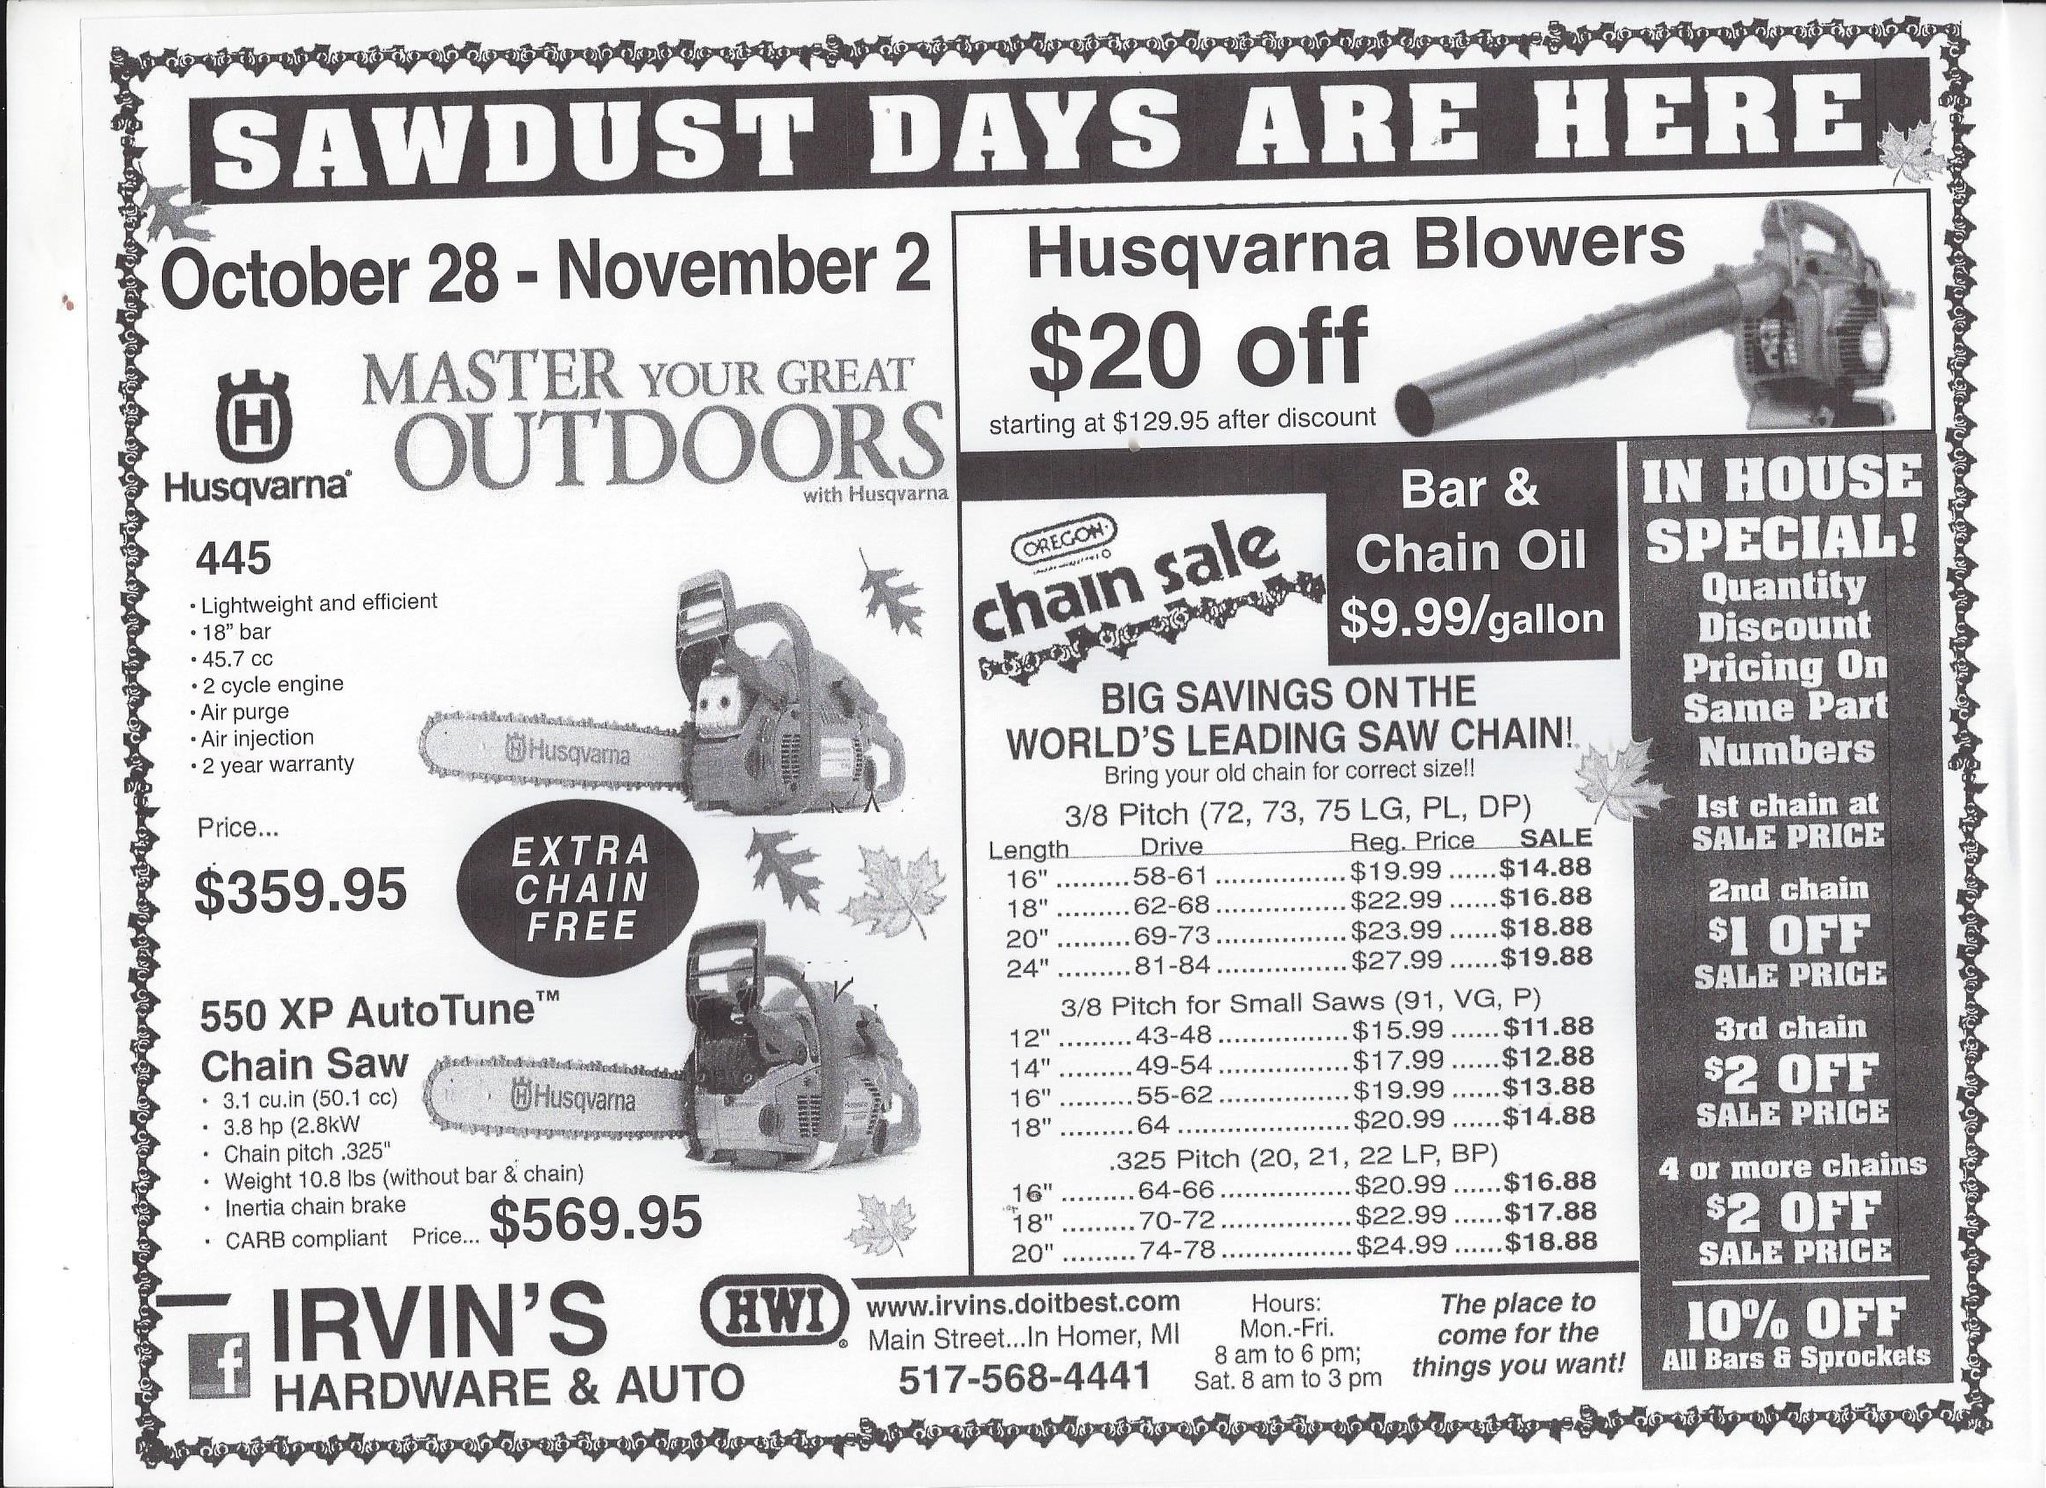 SAWDUST DAYS ARE HERE
October 28 - November 2
H
Husqvarna®
MASTER YOUR GREAT
OUTDOORS
with Husqvarna
445
• Lightweight and efficient
• 18" bar
• 45.7 cc
• 2 cycle engine
• Air purge
• Air injection
• 2 year warranty
Husqvarna
Price...
$359.95
EXTRA
CHAIN
FREE
550 XP AutoTune™
Chain Saw
• 3.1 cu.in (50.1 cc)
• 3.8 hp (2.8kW
• Chain pitch .325"
• Weight 10.8 lbs (without bar & chain)
• Inertia chain brake
• CARB compliant Price... $569.95
Husqvarna
Husqvarna Blowers
$20 off
starting at $129.95 after discount
OREGON
chain sale
Bar &
Chain Oil
$9.99/gallon
BIG SAVINGS ON THE
WORLD'S LEADING SAW CHAIN!
Bring your old chain for correct size!!
3/8 Pitch (72, 73, 75 LG, PL, DP)
Length Drive Reg. Price SALE
16" .........58-61 ................$19.99 ......$14.88
18" .........62-68 ................$22.99 ......$16.88
20" .........69-73 ................$23.99 ......$18.88
24" .........81-84 ................$27.99 ......$19.88
3/8 Pitch for Small Saws (91, VG, P)
12" .........43-48 ................$15.99 ......$11.88
14" .........49-54 ................$17.99 ......$12.88
16" .........55-62 ................$19.99 ......$13.88
18" .........64 .....................$20.99 ......$14.88
.325 Pitch (20, 21, 22 LP, BP)
16" .........64-66 ................$20.99 ......$16.88
18" .........70-72 ................$22.99 ......$17.88
20" .........74-78 ................$24.99 ......$18.88
IN HOUSE
SPECIAL!
Quantity
Discount
Pricing On
Same Part
Numbers
1st chain at
SALE PRICE
2nd chain
$1 OFF
SALE PRICE
3rd chain
$2 OFF
SALE PRICE
4 or more chains
$2 OFF
SALE PRICE
10% OFF
All Bars & Sprockets
f
IRVIN'S
HARDWARE & AUTO
HWI®
www.irvins.doitbest.com
Main Street...In Homer, MI
517-568-4441
Hours:
Mon.-Fri.
8 am to 6 pm;
Sat. 8 am to 3 pm
The place to
come for the
things you want!